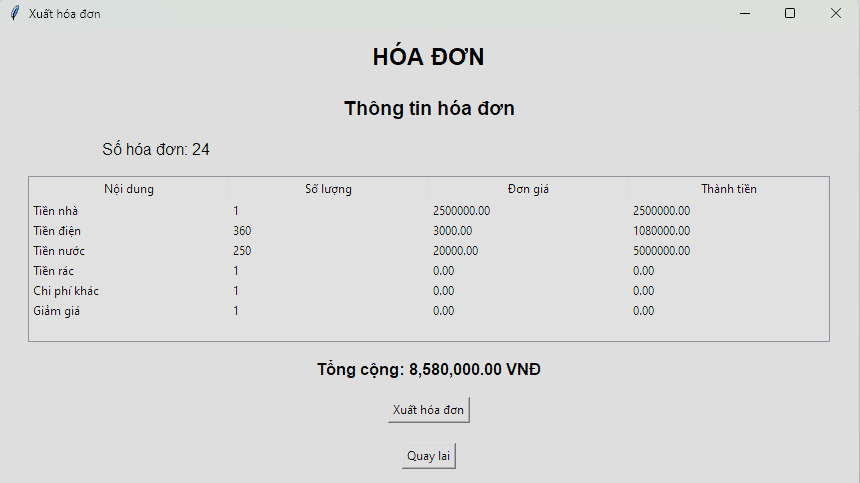 Xuất hóa đơn
HÓA ĐƠN
Thông tin hóa đơn
Số hóa đơn: 24
Nội dung Số lượng Đơn giá Thành tiền
Tiền nhà 1 2500000.00 2500000.00
Tiền điện 360 3000.00 1080000.00
Tiền nước 250 20000.00 5000000.00
Tiền rác 1 0.00 0.00
Chi phí khác 1 0.00 0.00
Giảm giá 1 0.00 0.00
Tổng cộng: 8,580,000.00 VNĐ
Xuất hóa đơn
Quay lai